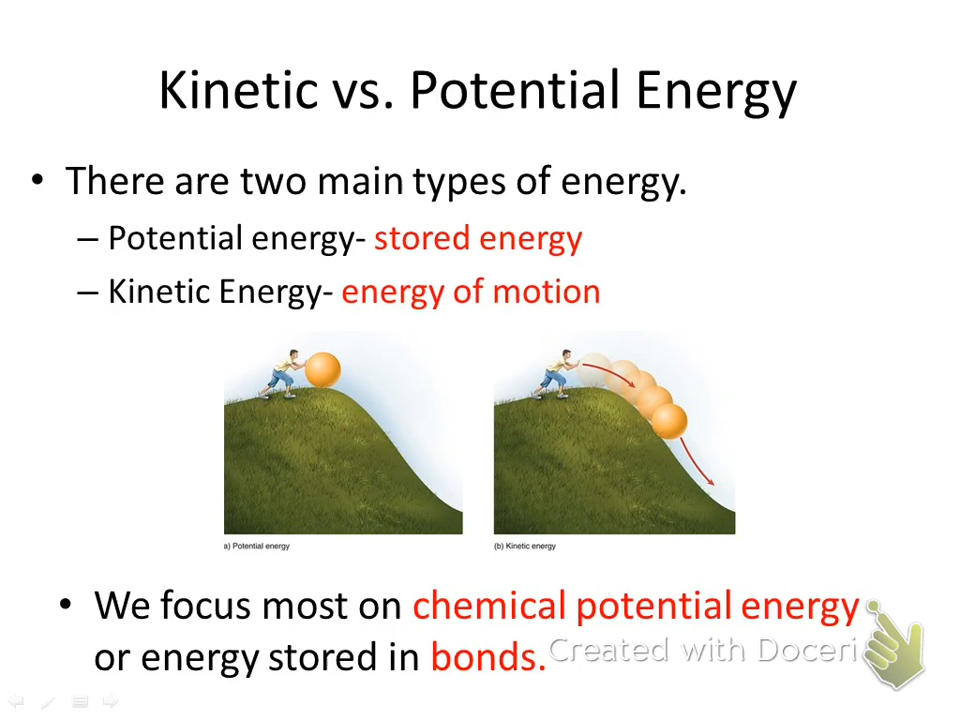 Kinetic vs. Potential Energy
• There are two main types of energy.
– Potential energy- stored energy
– Kinetic Energy- energy of motion
a) Potential energy
(b) Kinetic energy
• We focus most on chemical potential energy
or energy stored in bonds.
Created with Doceri